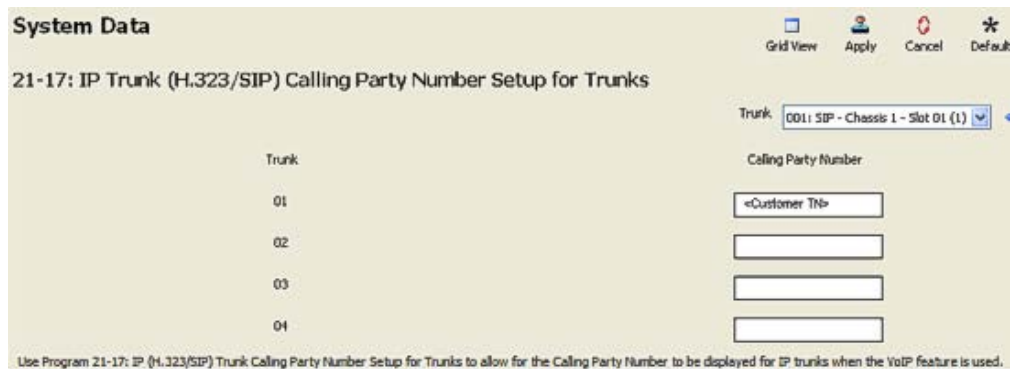 System Data
Grid View Apply Cancel Default
21-17: IP Trunk (H.323/SIP) Calling Party Number Setup for Trunks
Trunk 001: SIP - Chassis 1 - Slot 01 (1)
Trunk Calling Party Number
01 <Customer TN>
02
03
04
Use Program 21-17: IP (H.323/SIP) Trunk Calling Party Number Setup for Trunks to allow for the Calling Party Number to be displayed for IP trunks when the VoIP feature is used.